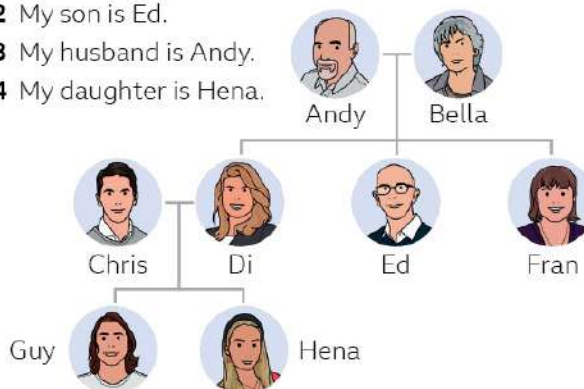 2 My son is Ed.
3 My husband is Andy.
4 My daughter is Hena.
Andy Bella
Chris Di Ed Fran
Guy Hena